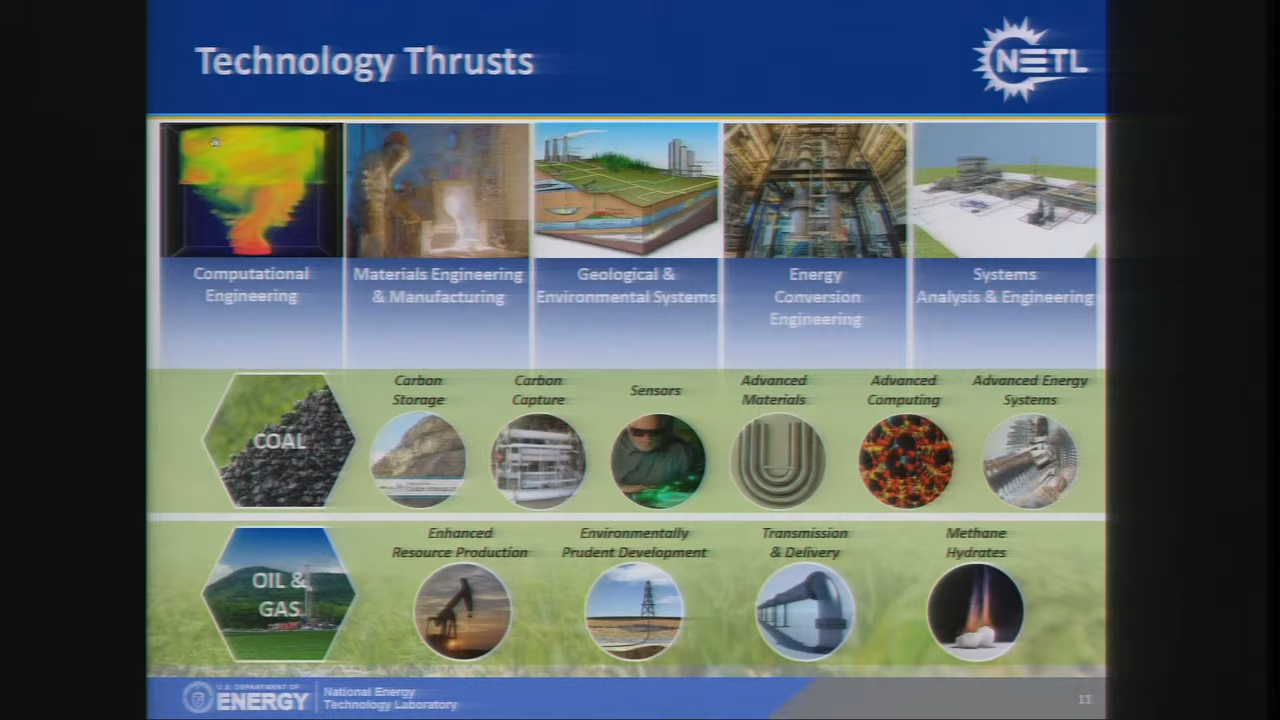 Technology Thrusts
NETL
Computational
Engineering
Materials Engineering
& Manufacturing
Geological &
Environmental Systems
Energy
Conversion
Engineering
Systems
Analysis & Engineering
COAL
Carbon
Storage
Carbon
Capture
Sensors
Advanced
Materials
Advanced
Computing
Advanced Energy
Systems
OIL &
GAS
Enhanced
Resource Production
Environmentally
Prudent Development
Transmission
& Delivery
Methane
Hydrates
U.S. DEPARTMENT OF
ENERGY
National Energy
Technology Laboratory
11